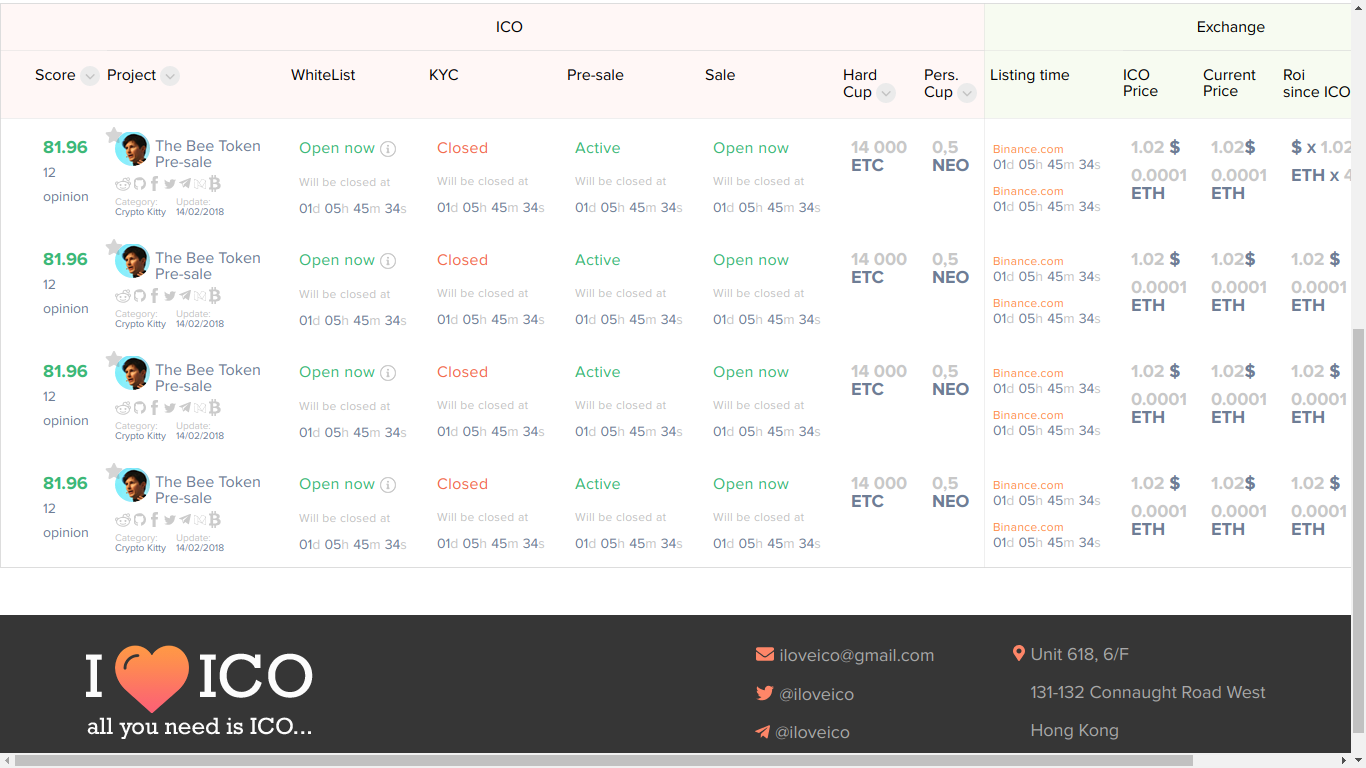 ICO Exchange
Score Project WhiteList KYC Pre-sale Sale Hard Cup Pers. Cup Listing time ICO Price Current Price Roi since ICO
81.96
12
opinion
The Bee Token
Pre-sale
Category: Update:
Crypto Kitty 14/02/2018
Open now
Will be closed at
01d 05h 45m 34s
Closed
Will be closed at
01d 05h 45m 34s
Active
Will be closed at
01d 05h 45m 34s
Open now
Will be closed at
01d 05h 45m 34s
14 000
ETC
0,5
NEO
Binance.com
01d 05h 45m 34s
Binance.com
01d 05h 45m 34s
1.02 $
0.0001
ETH
1.02$
0.0001
ETH
$ x 1.02
ETH x 4
81.96
12
opinion
The Bee Token
Pre-sale
Category: Update:
Crypto Kitty 14/02/2018
Open now
Will be closed at
01d 05h 45m 34s
Closed
Will be closed at
01d 05h 45m 34s
Active
Will be closed at
01d 05h 45m 34s
Open now
Will be closed at
01d 05h 45m 34s
14 000
ETC
0,5
NEO
Binance.com
01d 05h 45m 34s
Binance.com
01d 05h 45m 34s
1.02 $
0.0001
ETH
1.02$
0.0001
ETH
1.02 $
0.0001
ETH
81.96
12
opinion
The Bee Token
Pre-sale
Category: Update:
Crypto Kitty 14/02/2018
Open now
Will be closed at
01d 05h 45m 34s
Closed
Will be closed at
01d 05h 45m 34s
Active
Will be closed at
01d 05h 45m 34s
Open now
Will be closed at
01d 05h 45m 34s
14 000
ETC
0,5
NEO
Binance.com
01d 05h 45m 34s
Binance.com
01d 05h 45m 34s
1.02 $
0.0001
ETH
1.02$
0.0001
ETH
1.02 $
0.0001
ETH
81.96
12
opinion
The Bee Token
Pre-sale
Category: Update:
Crypto Kitty 14/02/2018
Open now
Will be closed at
01d 05h 45m 34s
Closed
Will be closed at
01d 05h 45m 34s
Active
Will be closed at
01d 05h 45m 34s
Open now
Will be closed at
01d 05h 45m 34s
14 000
ETC
0,5
NEO
Binance.com
01d 05h 45m 34s
Binance.com
01d 05h 45m 34s
1.02 $
0.0001
ETH
1.02$
0.0001
ETH
1.02 $
0.0001
ETH
I ICO
all you need is ICO...
iloveico@gmail.com
@iloveico
@iloveico
Unit 618, 6/F
131-132 Connaught Road West
Hong Kong